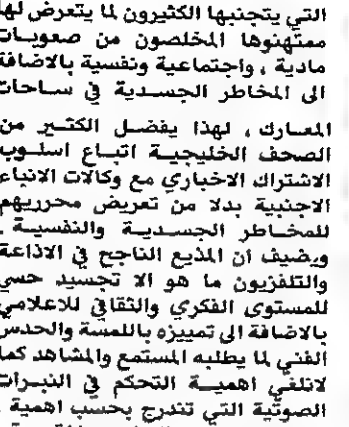 التي يتجنبها الكثيرون لما يتعرض لها
ممتهنوها المخلصون من صعوبات
مادية ، واجتماعية ونفسية بالاضافة
الى المخاطر الجسدية في ساحات
المعارك ، لهذا يفضل الكثير من
الصحف الخليجية اتباع اسلوب
الاشتراك الاخباري مع وكالات الانباء
الاجنبية بدلا من تعريض محرريهم
للمخاطر الجسدية والنفسية .
ويضيف ان المذيع الناجح في الاذاعة
والتلفزيون ما هو الا تجسيد حسي
للمستوى الفكري والثقافي للاعلامي
بالاضافة الى تمييزه باللمسة والحدس
الفني لما يطلبه المستمع والمشاهد كما
لانلغي اهمية التحكم في النبرات
الصوتية التي تندرج بحسب اهمية